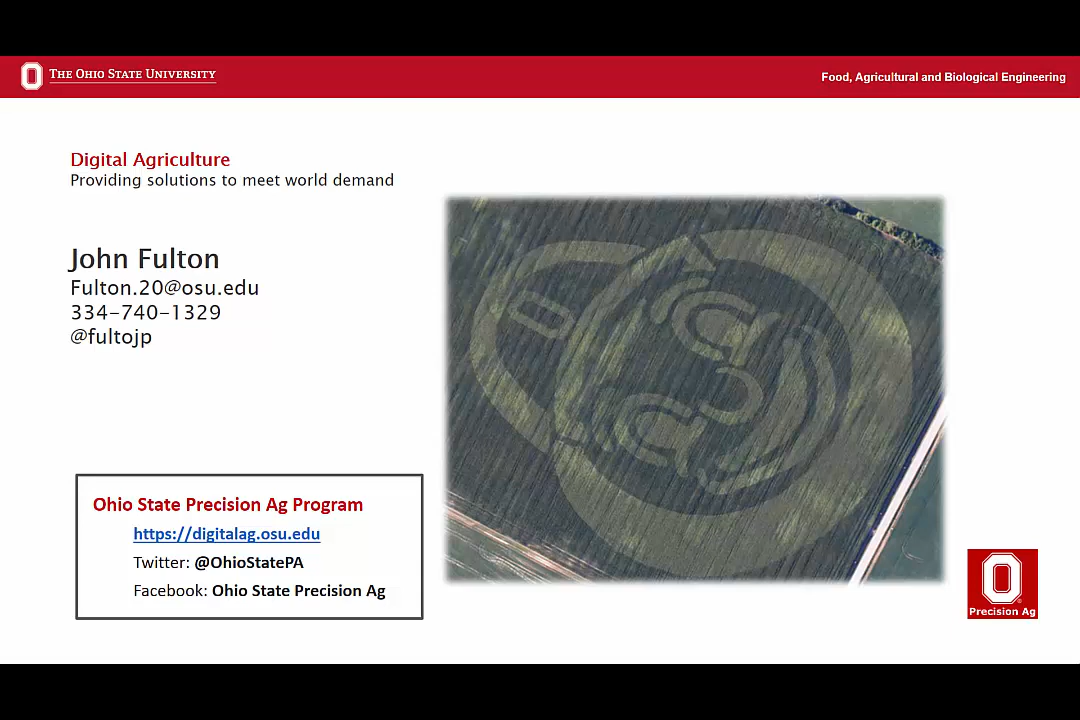 THE OHIO STATE UNIVERSITY
Food, Agricultural and Biological Engineering
Digital Agriculture
Providing solutions to meet world demand
John Fulton
Fulton.20@osu.edu
334-740-1329
@fultojp
Ohio State Precision Ag Program
https://digitalag.osu.edu
Twitter: @OhioStatePA
Facebook: Ohio State Precision Ag
Precision Ag